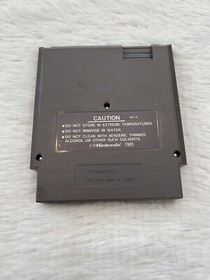 CAUTION
• DO NOT STORE IN EXTREME TEMPERATURES.
• DO NOT IMMERSE IN WATER.
• DO NOT CLEAN WITH BENZENE, THINNER,
ALCOHOL OR OTHER SUCH SOLVENTS.
©Nintendo 1985